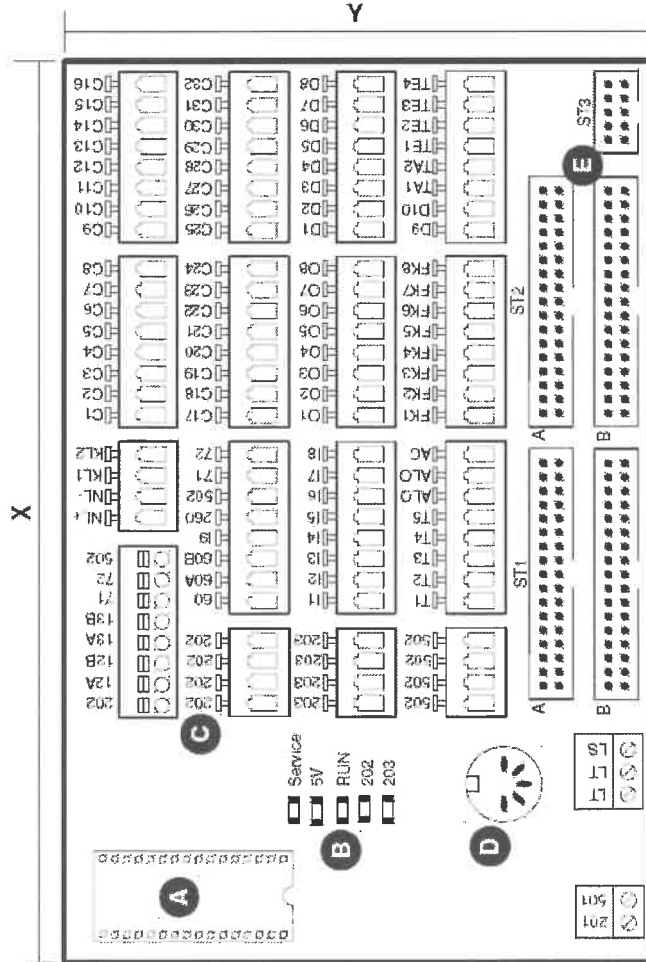 Y
X
202 12A 12B 13A 13B 71 72 502
NL+ NL- KL1 KL2
C1 C2 C3 C4 C5 C6 C7 C8
C9 C10 C11 C12 C13 C14 C15 C16
C
202 202 202 202
60 60A 60B I9 260 502 71 72
C17 C18 C19 C20 C21 C22 C23 C24
C25 C26 C27 C28 C29 C30 C31 C32
203 203 203 203
I1 I2 I3 I4 I5 I6 I7 I8
O1 O2 O3 O4 O5 O6 O7 O8
D1 D2 D3 D4 D5 D6 D7 D8
502 502 502 502
T1 T2 T3 T4 T5 ALO ALO AC
FK1 FK2 FK3 FK4 FK5 FK6 FK7 FK8
D9 D10 TA1 TA2 TE1 TE2 TE3 TE4
A
B
Service
5V
RUN
202
203
D
ST1
A
B
ST2
A
B
E
ST3
201 501
LT LT LS